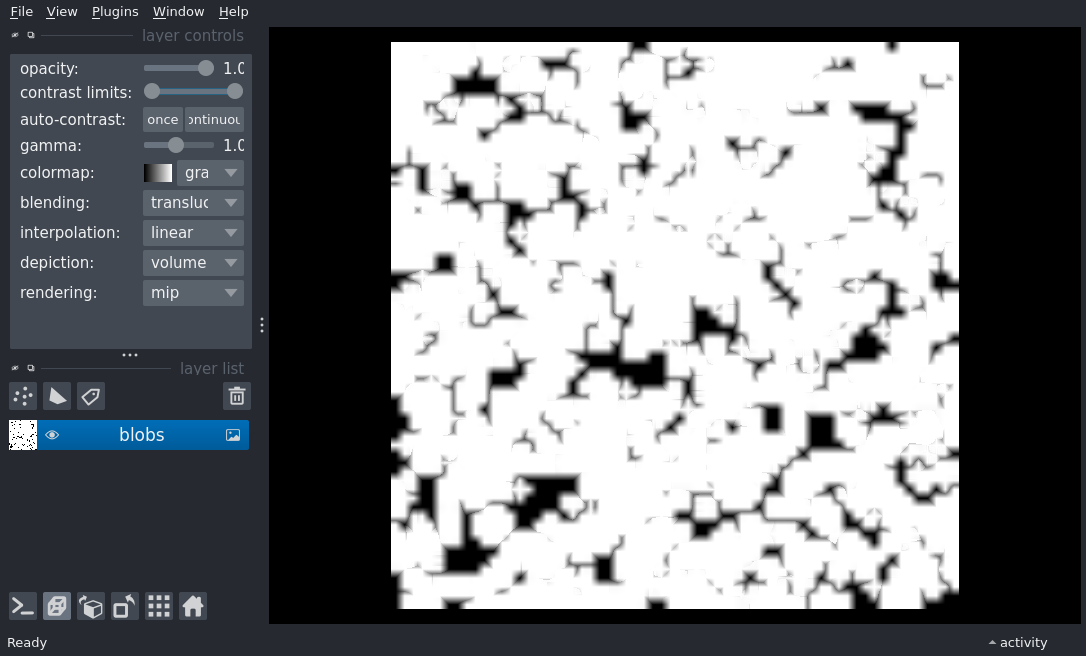 File View Plugins Window Help
layer controls
opacity: 1.0
contrast limits:
auto-contrast: once ontinuou
gamma: 1.0
colormap: gra
blending: transluc
interpolation: linear
depiction: volume
rendering: mip
layer list
blobs
Ready
activity